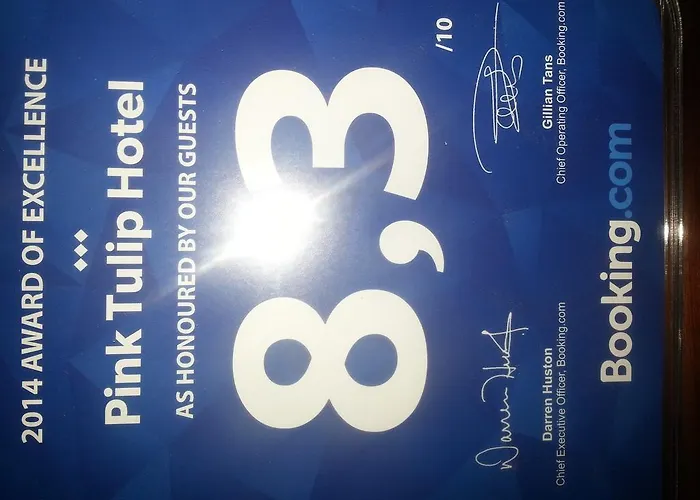 2014 AWARD OF EXCELLENCE
Pink Tulip Hotel
AS HONOURED BY OUR GUESTS
8,3
/10
Darren Huston
Chief Executive Officer, Booking.com
Gillian Tans
Chief Operating Officer, Booking.com
Booking.com